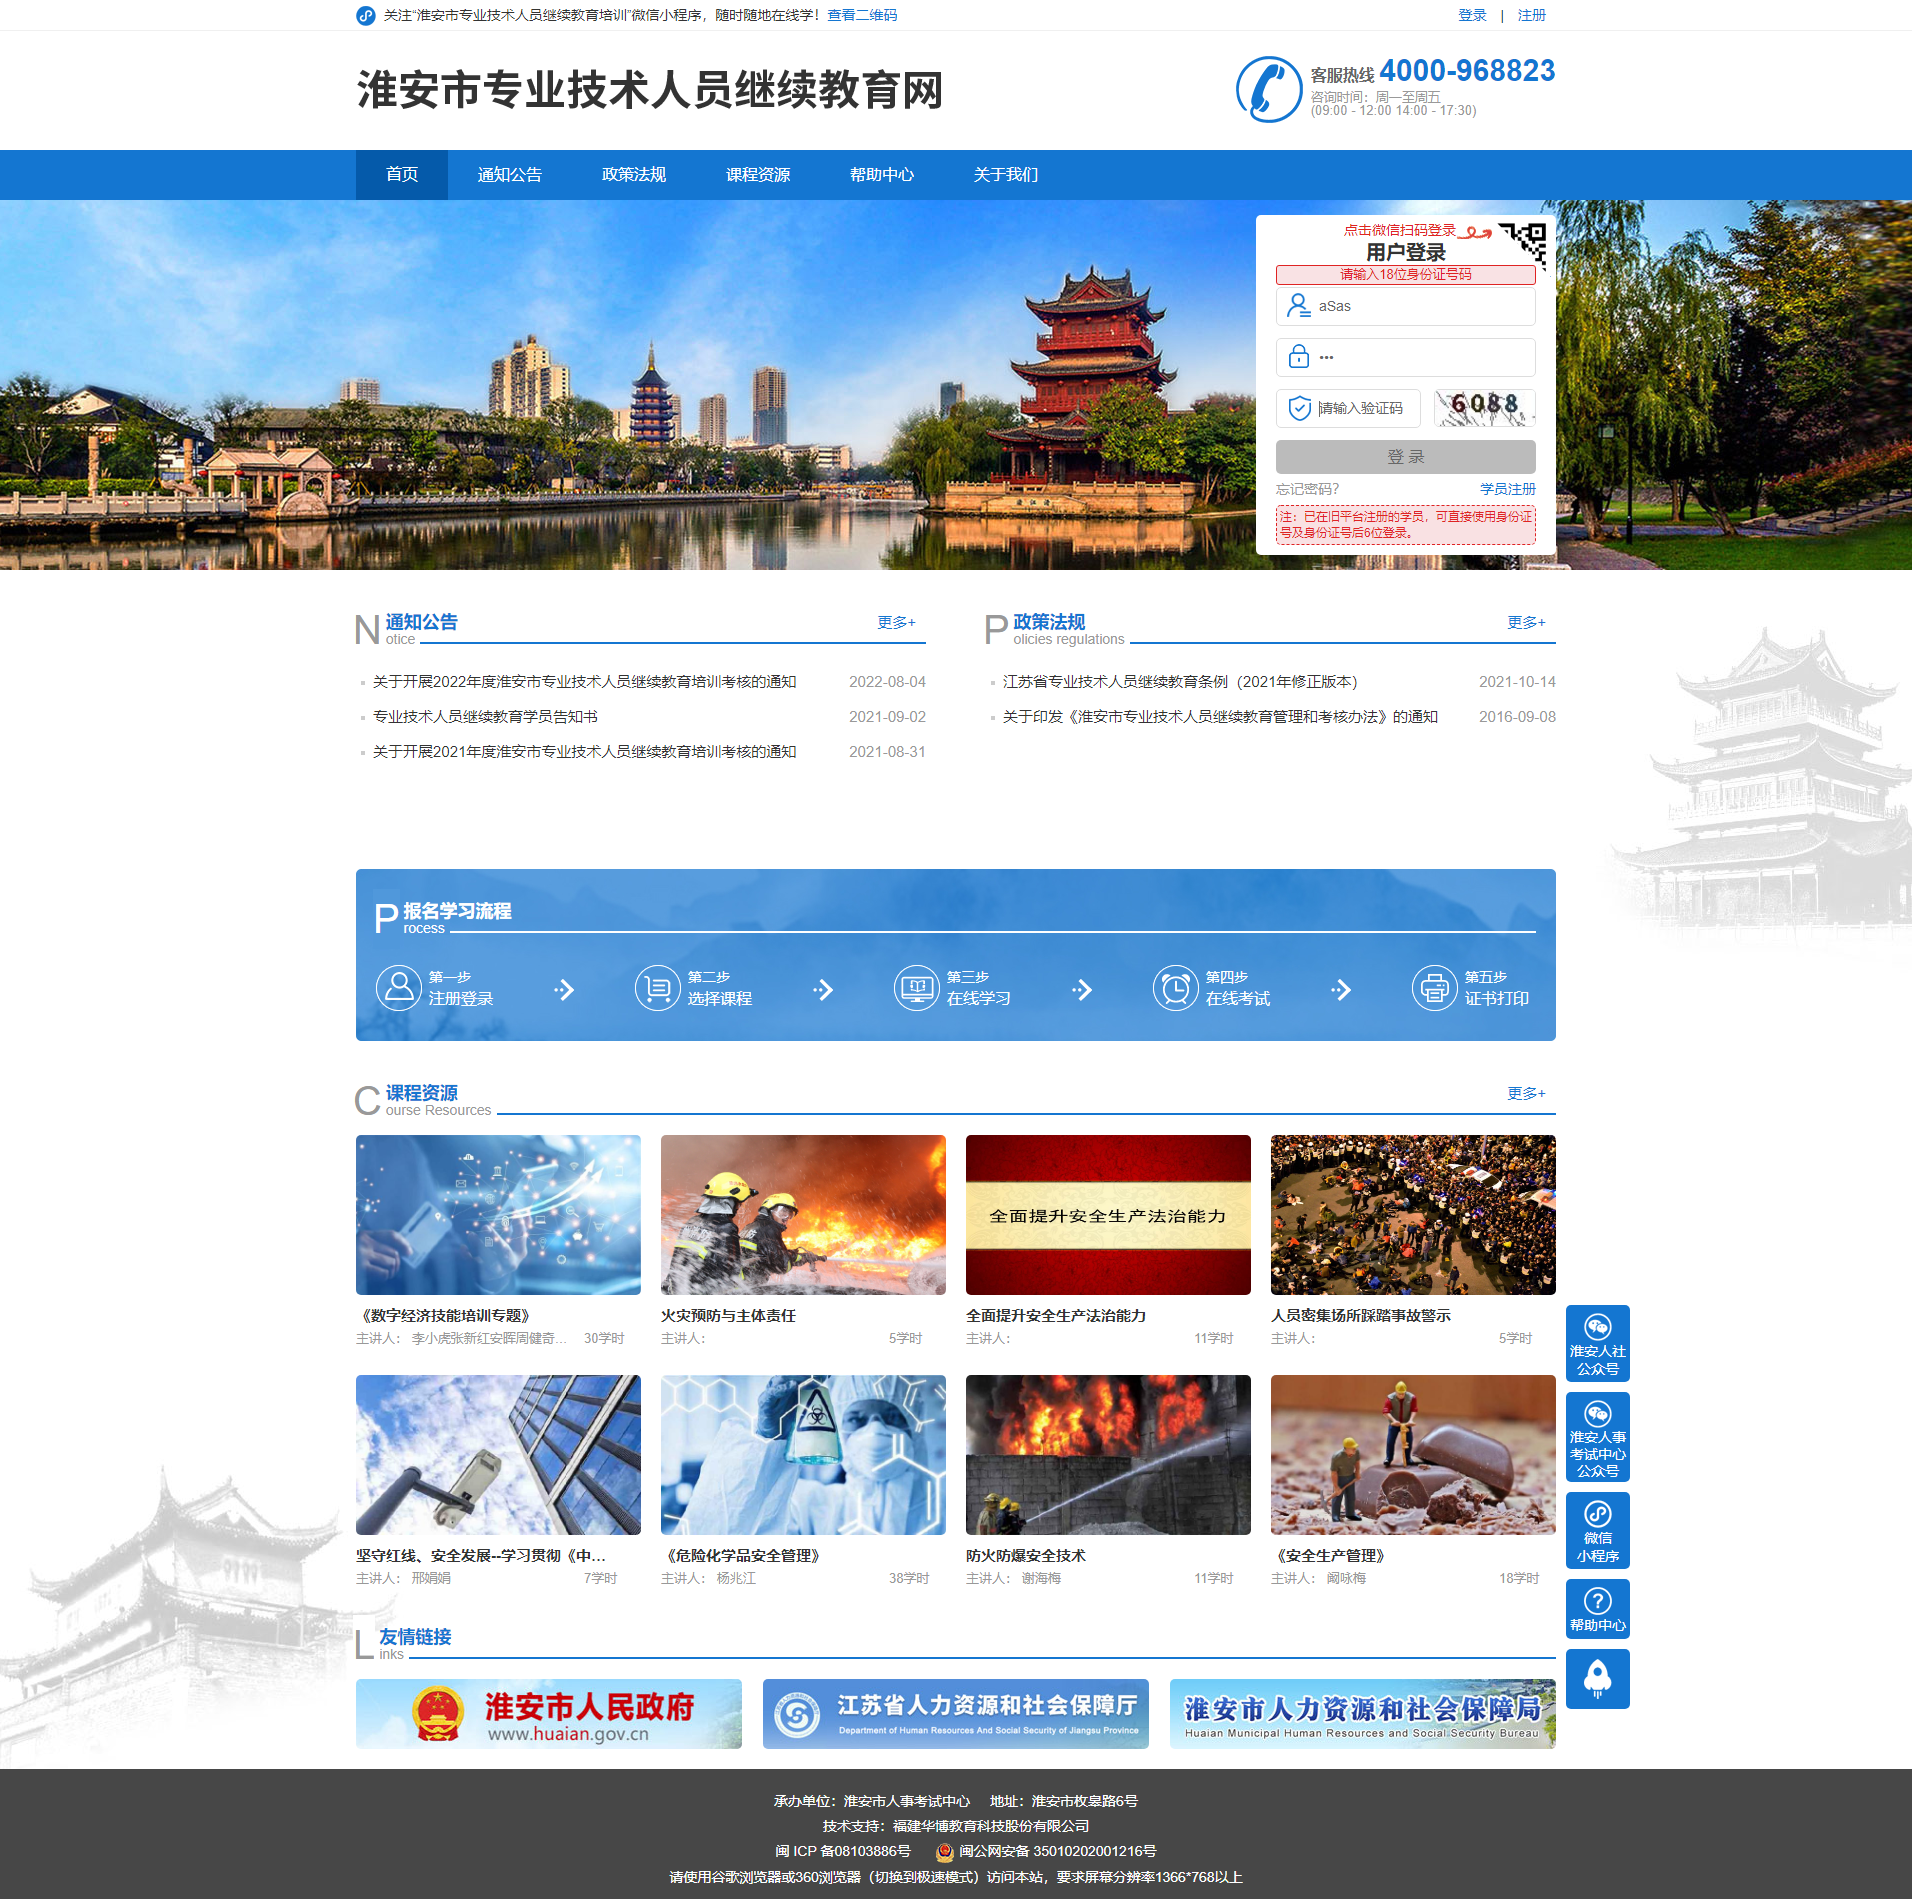 关注“淮安市专业技术人员继续教育培训”微信小程序，随时随地在线学！查看二维码
登录 | 注册
淮安市专业技术人员继续教育网
客服热线 4000-968823
咨询时间：周一至周五
(09:00 - 12:00 14:00 - 17:30)
首页 通知公告 政策法规 课程资源 帮助中心 关于我们
点击微信扫码登录
用户登录
请输入18位身份证号码
aSas
•••
请输入验证码 6088
登 录
忘记密码？ 学员注册
注：已在旧平台注册的学员，可直接使用身份证
号及身份证号后6位登录。
通知公告 更多+
Notice
关于开展2022年度淮安市专业技术人员继续教育培训考核的通知 2022-08-04
专业技术人员继续教育学员告知书 2021-09-02
关于开展2021年度淮安市专业技术人员继续教育培训考核的通知 2021-08-31
政策法规 更多+
Policies regulations
江苏省专业技术人员继续教育条例（2021年修正版本） 2021-10-14
关于印发《淮安市专业技术人员继续教育管理和考核办法》的通知 2016-09-08
报名学习流程
Process
第一步
注册登录
第二步
选择课程
第三步
在线学习
第四步
在线考试
第五步
证书打印
课程资源 更多+
Course Resources
全面提升安全生产法治能力
《数字经济技能培训专题》
主讲人： 李小虎张新红安晖周健奇... 30学时
火灾预防与主体责任
主讲人： 5学时
全面提升安全生产法治能力
主讲人： 11学时
人员密集场所踩踏事故警示
主讲人： 5学时
坚守红线、安全发展--学习贯彻《中...
主讲人： 邢娟娟 7学时
《危险化学品安全管理》
主讲人： 杨兆江 38学时
防火防爆安全技术
主讲人： 谢海梅 11学时
《安全生产管理》
主讲人： 阚咏梅 18学时
淮安人社
公众号
淮安人事
考试中心
公众号
微信
小程序
帮助中心
友情链接
Links
淮安市人民政府
www.huaian.gov.cn
江苏省人力资源和社会保障厅
Department of Human Resources And Social Security of Jiangsu Province
淮安市人力资源和社会保障局
Huaian Municipal Human Resources and Social Security Bureau
承办单位：淮安市人事考试中心 地址：淮安市枚皋路6号
技术支持：福建华博教育科技股份有限公司
闽 ICP 备08103886号 闽公网安备 35010202001216号
请使用谷歌浏览器或360浏览器（切换到极速模式）访问本站，要求屏幕分辨率1366*768以上